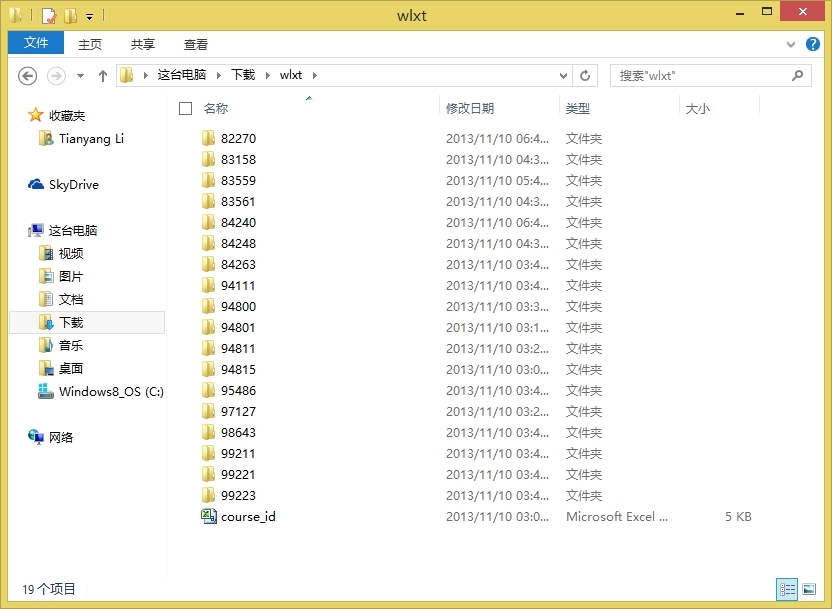 wlxt
文件 主页 共享 查看
这台电脑 下载 wlxt 搜索"wlxt"
名称 修改日期 类型 大小
收藏夹
Tianyang Li
SkyDrive
这台电脑
视频
图片
文档
下载
音乐
桌面
Windows8_OS (C:)
网络
82270 2013/11/10 06:4... 文件夹
83158 2013/11/10 04:3... 文件夹
83559 2013/11/10 05:4... 文件夹
83561 2013/11/10 04:3... 文件夹
84240 2013/11/10 06:4... 文件夹
84248 2013/11/10 04:3... 文件夹
84263 2013/11/10 03:4... 文件夹
94111 2013/11/10 03:4... 文件夹
94800 2013/11/10 03:3... 文件夹
94801 2013/11/10 03:1... 文件夹
94811 2013/11/10 03:2... 文件夹
94815 2013/11/10 03:0... 文件夹
95486 2013/11/10 03:4... 文件夹
97127 2013/11/10 03:2... 文件夹
98643 2013/11/10 03:4... 文件夹
99211 2013/11/10 03:4... 文件夹
99221 2013/11/10 03:4... 文件夹
99223 2013/11/10 03:4... 文件夹
course_id 2013/11/10 03:0... Microsoft Excel ... 5 KB
19 个项目